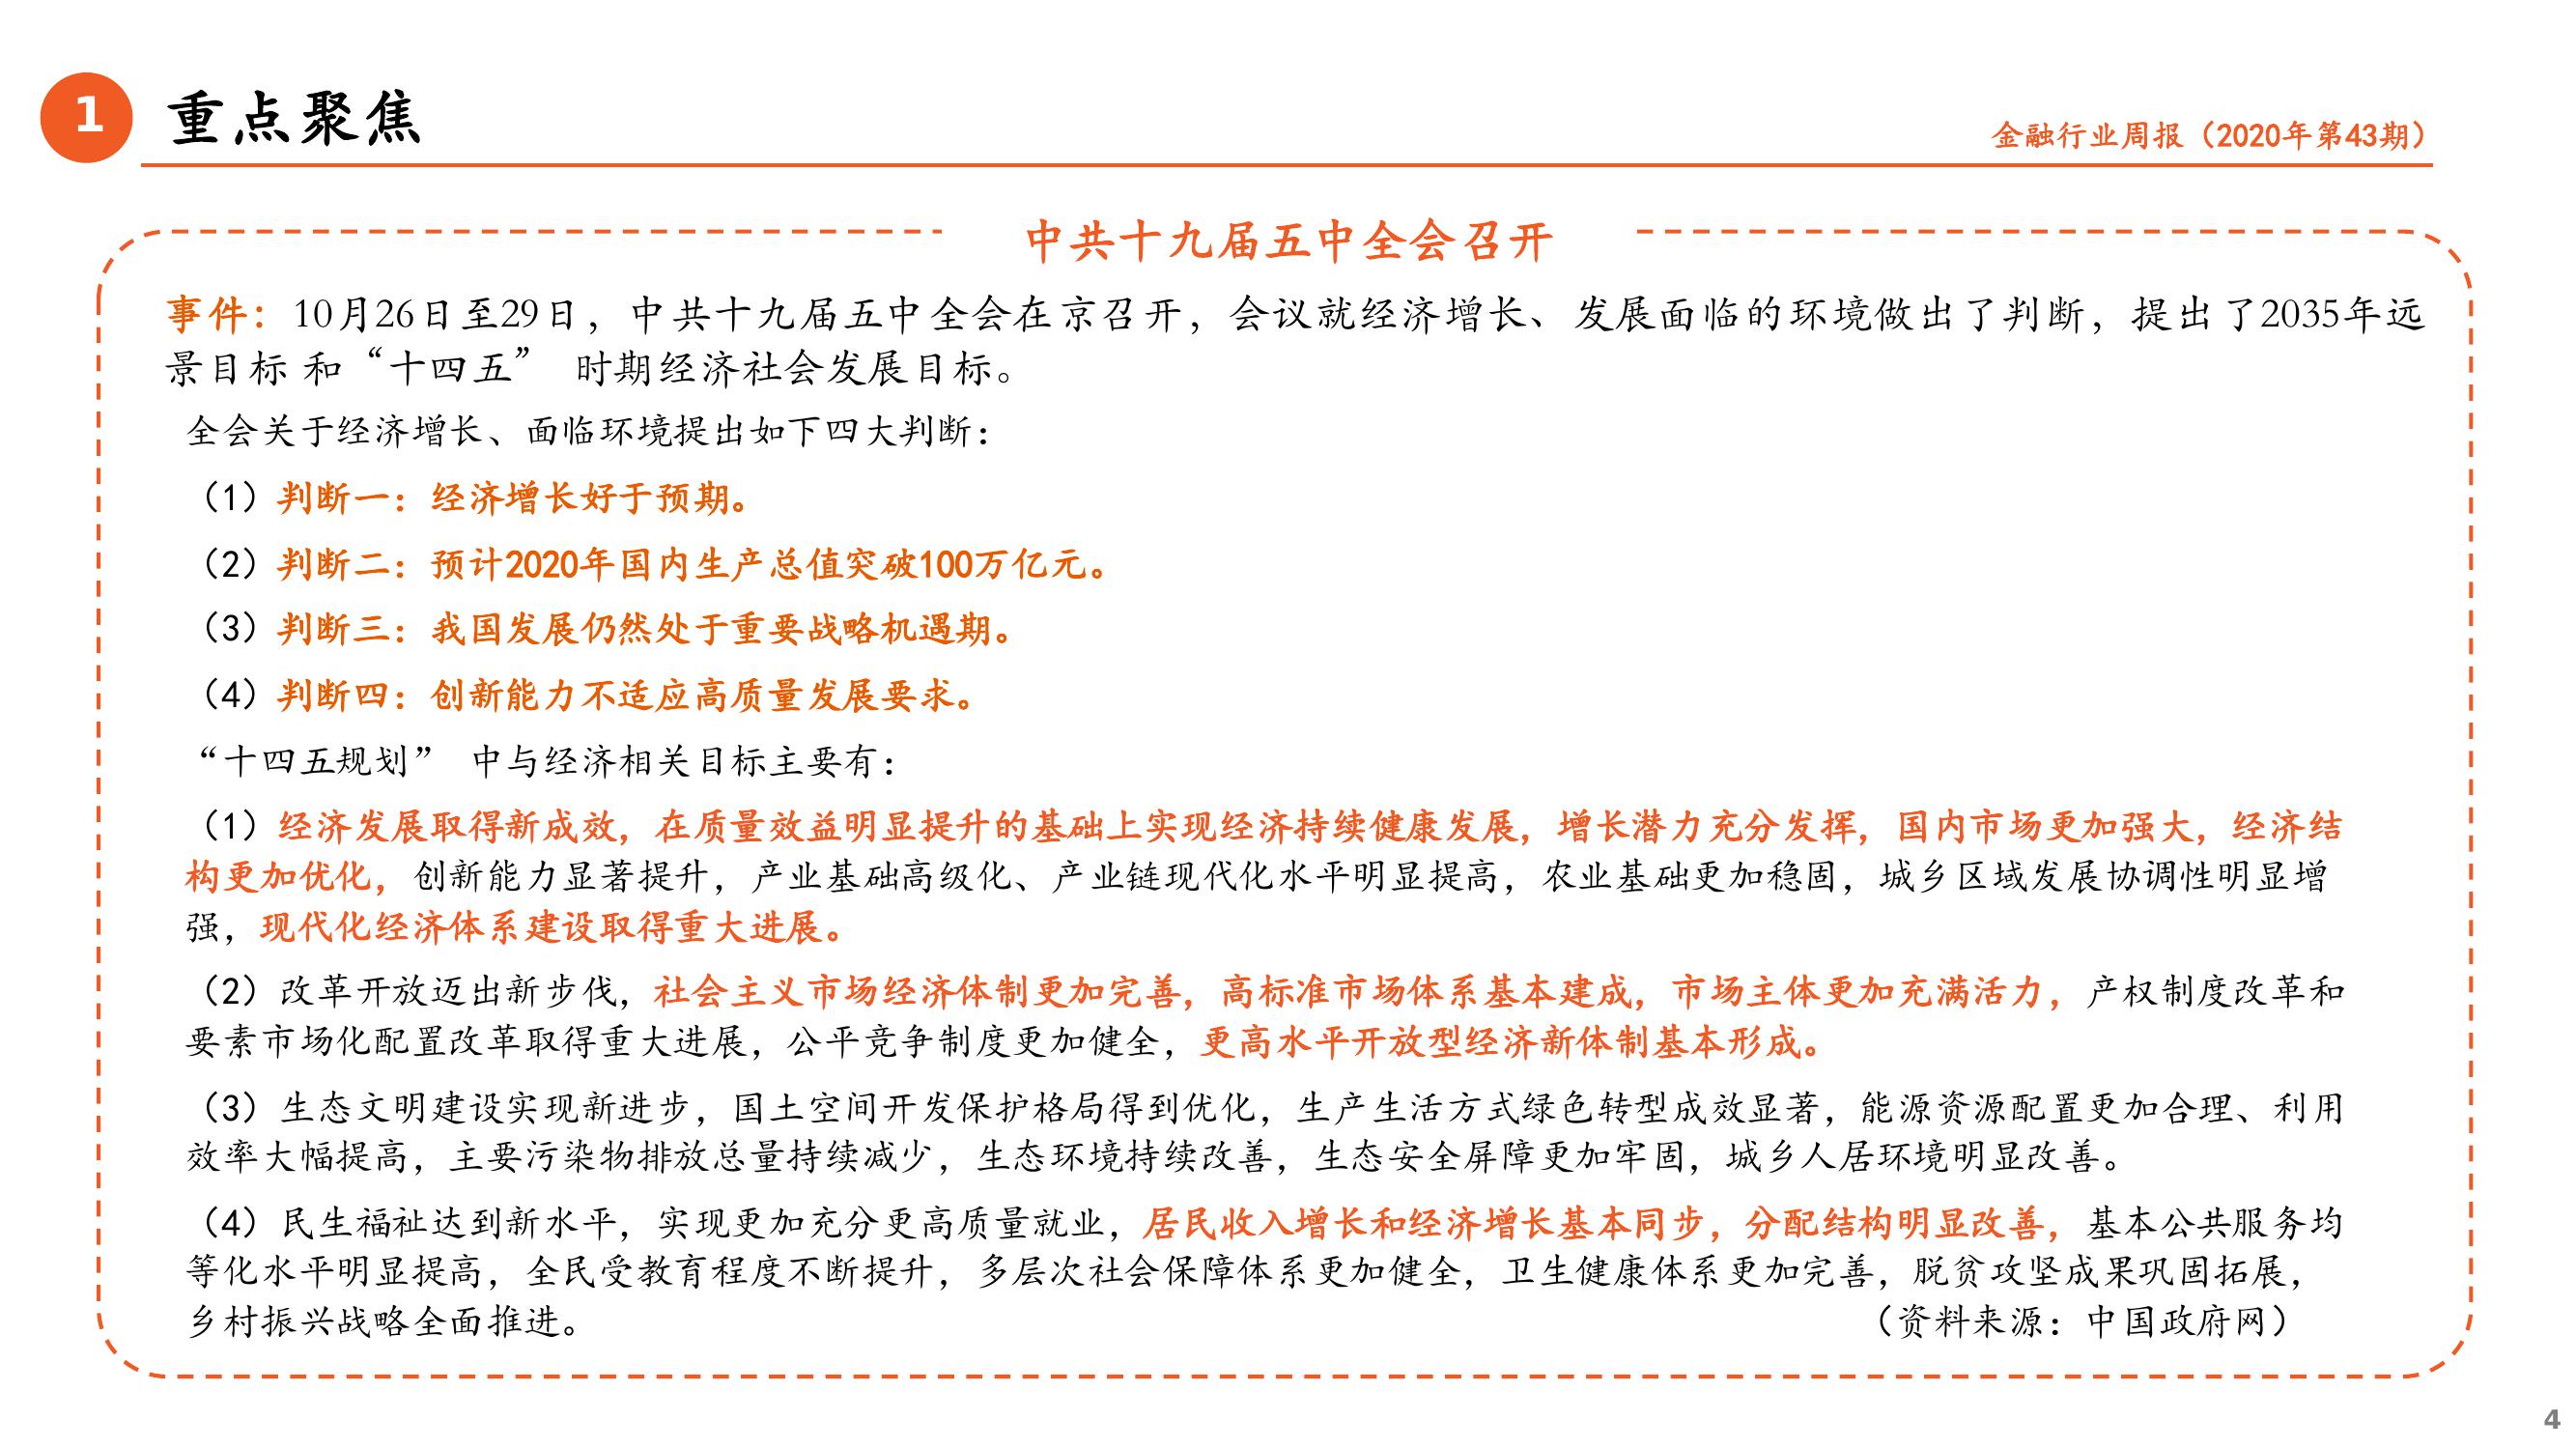 1 重点聚焦
金融行业周报（2020年第43期）
中共十九届五中全会召开
事件：10月26日至29日，中共十九届五中全会在京召开，会议就经济增长、发展面临的环境做出了判断，提出了2035年远
景目标和“十四五” 时期经济社会发展目标。
全会关于经济增长、面临环境提出如下四大判断：
（1）判断一：经济增长好于预期。
（2）判断二：预计2020年国内生产总值突破100万亿元。
（3）判断三：我国发展仍然处于重要战略机遇期。
（4）判断四：创新能力不适应高质量发展要求。
“十四五规划” 中与经济相关目标主要有：
（1）经济发展取得新成效，在质量效益明显提升的基础上实现经济持续健康发展，增长潜力充分发挥，国内市场更加强大，经济结
构更加优化，创新能力显著提升，产业基础高级化、产业链现代化水平明显提高，农业基础更加稳固，城乡区域发展协调性明显增
强，现代化经济体系建设取得重大进展。
（2）改革开放迈出新步伐，社会主义市场经济体制更加完善，高标准市场体系基本建成，市场主体更加充满活力，产权制度改革和
要素市场化配置改革取得重大进展，公平竞争制度更加健全，更高水平开放型经济新体制基本形成。
（3）生态文明建设实现新进步，国土空间开发保护格局得到优化，生产生活方式绿色转型成效显著，能源资源配置更加合理、利用
效率大幅提高，主要污染物排放总量持续减少，生态环境持续改善，生态安全屏障更加牢固，城乡人居环境明显改善。
（4）民生福祉达到新水平，实现更加充分更高质量就业，居民收入增长和经济增长基本同步，分配结构明显改善，基本公共服务均
等化水平明显提高，全民受教育程度不断提升，多层次社会保障体系更加健全，卫生健康体系更加完善，脱贫攻坚成果巩固拓展，
乡村振兴战略全面推进。 （资料来源：中国政府网）
4